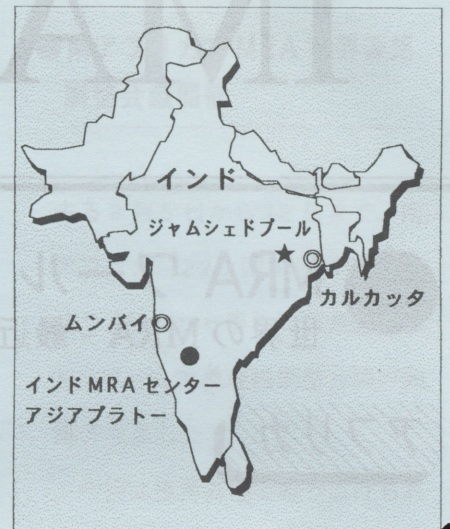 インド
ジャムシェドプール
カルカッタ
ムンバイ
インドMRAセンター
アジアプラトー